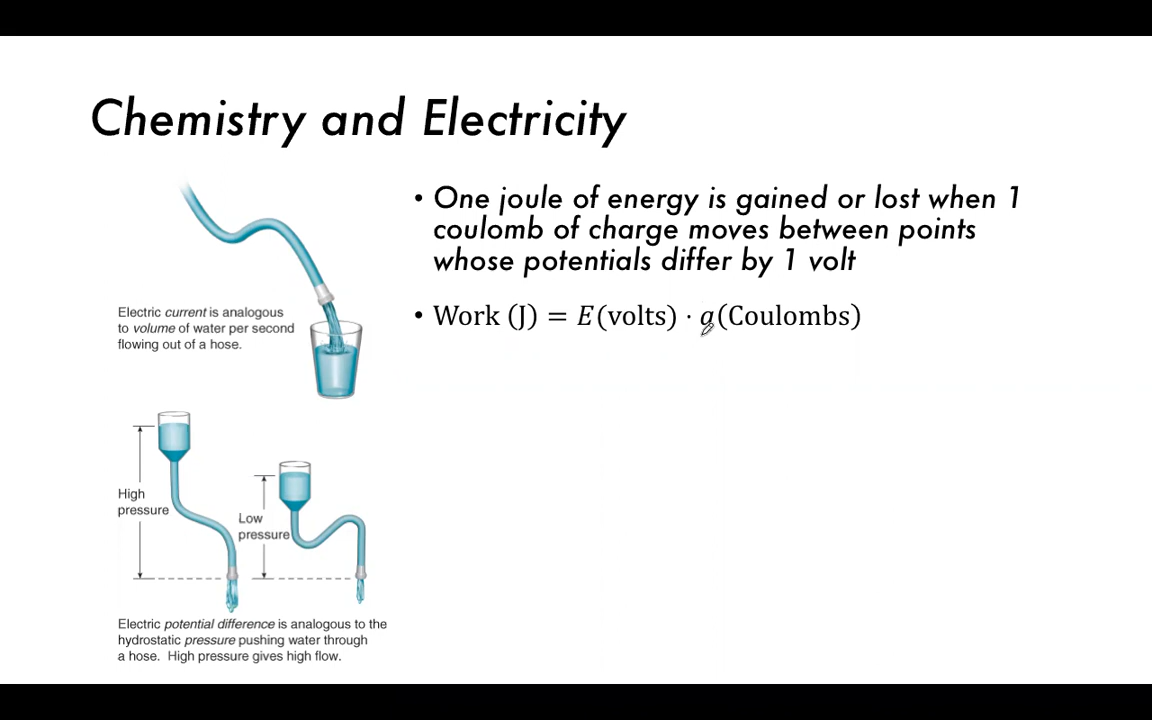 Chemistry and Electricity
• One joule of energy is gained or lost when 1
coulomb of charge moves between points
whose potentials differ by 1 volt
• Work (J) = E(volts) · q(Coulombs)
Electric current is analogous
to volume of water per second
flowing out of a hose.
High
pressure
Low
pressure
Electric potential difference is analogous to the
hydrostatic pressure pushing water through
a hose. High pressure gives high flow.